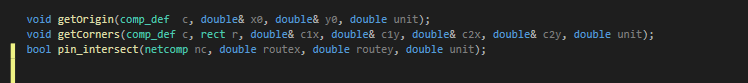 void getOrigin(comp_def  c, double& x0, double& y0, double unit);
void getCorners(comp_def c, rect r, double& c1x, double& c1y, double& c2x, double& c2y, double unit);
bool pin_intersect(netcomp nc, double routex, double routey, double unit);